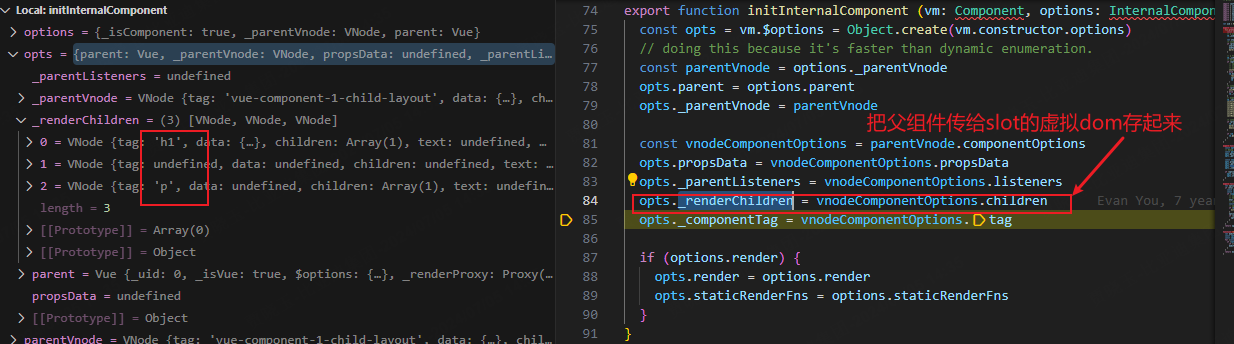 Local: initInternalComponent
options = {_isComponent: true, _parentVnode: VNode, parent: Vue}
opts = {parent: Vue, _parentVnode: VNode, propsData: undefined, _parentLi...
_parentListeners = undefined
_parentVnode = VNode {tag: 'vue-component-1-child-layout', data: {…}, ch...
_renderChildren = (3) [VNode, VNode, VNode]
0 = VNode {tag: 'h1', data: {…}, children: Array(1), text: undefined, ...
1 = VNode {tag: undefined, data: undefined, children: undefined, text: ...
2 = VNode {tag: 'p', data: undefined, children: Array(1), text: undefin...
length = 3
[[Prototype]] = Array(0)
[[Prototype]] = Object
parent = Vue {_uid: 0, _isVue: true, $options: {…}, _renderProxy: Proxy(...
propsData = undefined
[[Prototype]] = Object
parentVnode = VNode {tag: 'vue-component-1-child-layout', data: {…}, chil...
74 export function initInternalComponent (vm: Component, options: InternalCompone
75 const opts = vm.$options = Object.create(vm.constructor.options)
76 // doing this because it's faster than dynamic enumeration.
77 const parentVnode = options._parentVnode
78 opts.parent = options.parent
79 opts._parentVnode = parentVnode
80
把父组件传给slot的虚拟dom存起来
81 const vnodeComponentOptions = parentVnode.componentOptions
82 opts.propsData = vnodeComponentOptions.propsData
83 opts._parentListeners = vnodeComponentOptions.listeners
84 opts._renderChildren = vnodeComponentOptions.children Evan You, 7 year
85 opts._componentTag = vnodeComponentOptions.tag
86
87 if (options.render) {
88 opts.render = options.render
89 opts.staticRenderFns = options.staticRenderFns
90 }
91 }